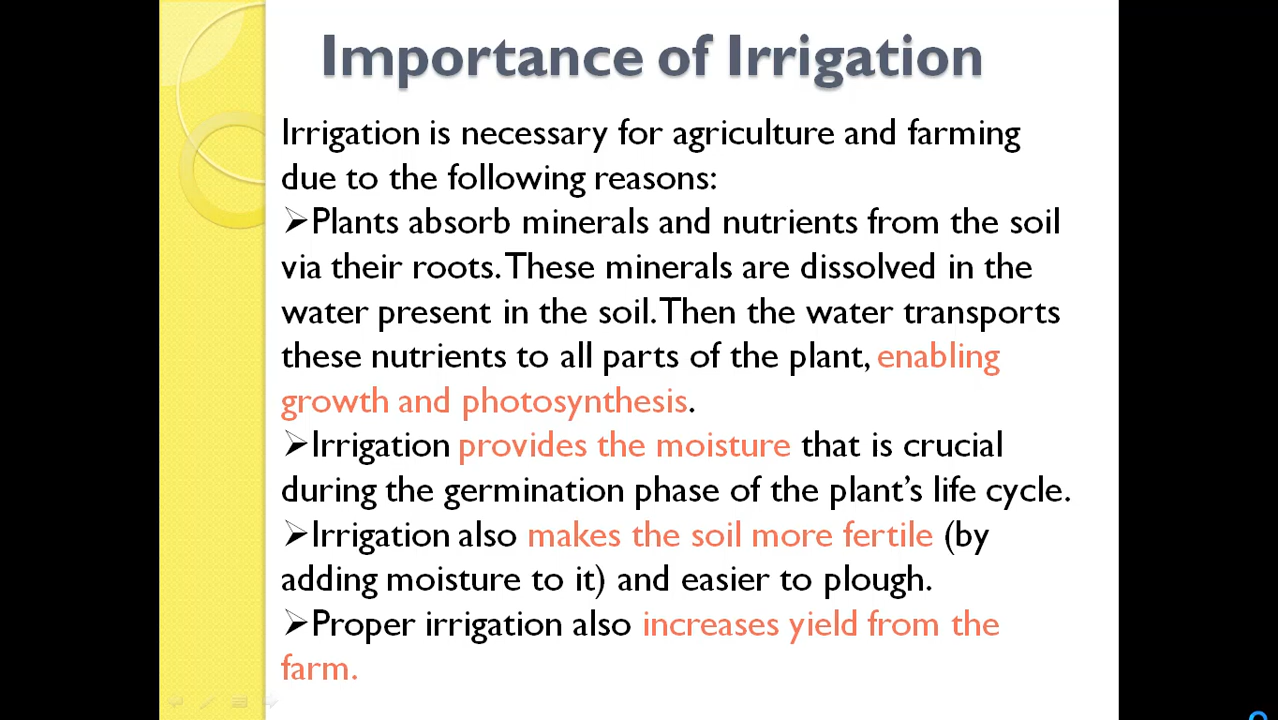 Importance of Irrigation
Irrigation is necessary for agriculture and farming
due to the following reasons:
➢Plants absorb minerals and nutrients from the soil
via their roots. These minerals are dissolved in the
water present in the soil. Then the water transports
these nutrients to all parts of the plant, enabling
growth and photosynthesis.
➢Irrigation provides the moisture that is crucial
during the germination phase of the plant’s life cycle.
➢Irrigation also makes the soil more fertile (by
adding moisture to it) and easier to plough.
➢Proper irrigation also increases yield from the
farm.